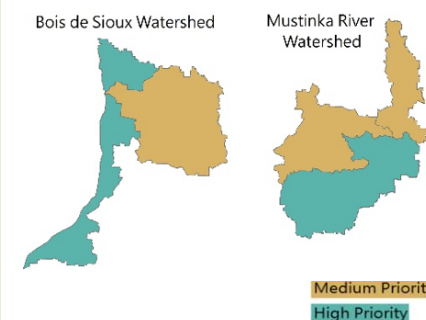 Bois de Sioux Watershed
Mustinka River
Watershed
Medium Priorit
High Priority